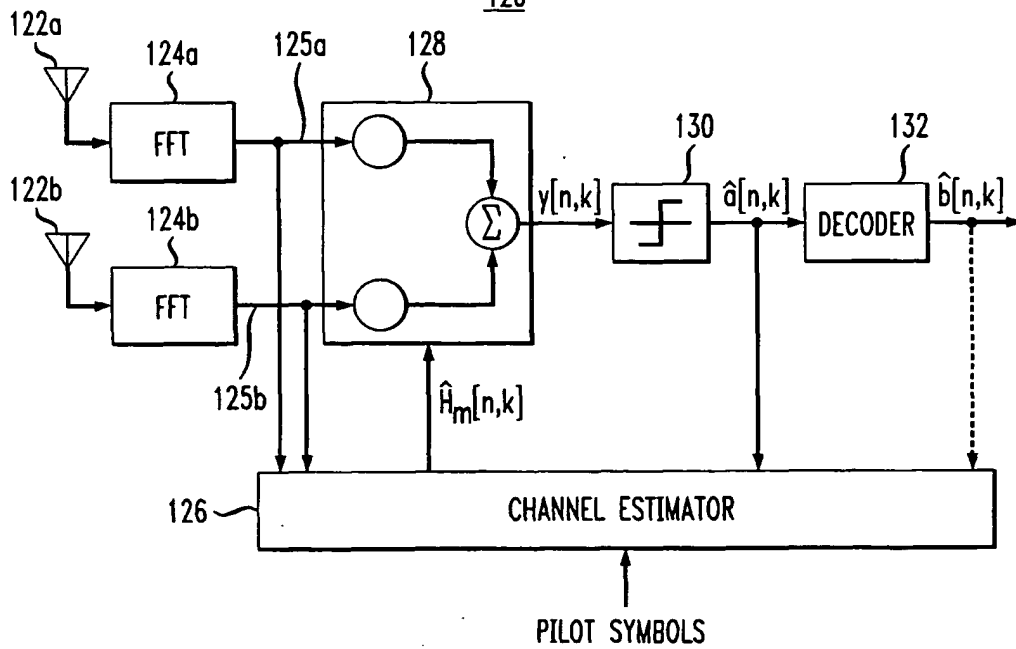 122a
124a
125a
128
FFT
130
132
122b
124b
y[n,k]
â[n,k]
b̂[n,k]
Σ
DECODER
FFT
125b
Ĥm[n,k]
126
CHANNEL ESTIMATOR
PILOT SYMBOLS